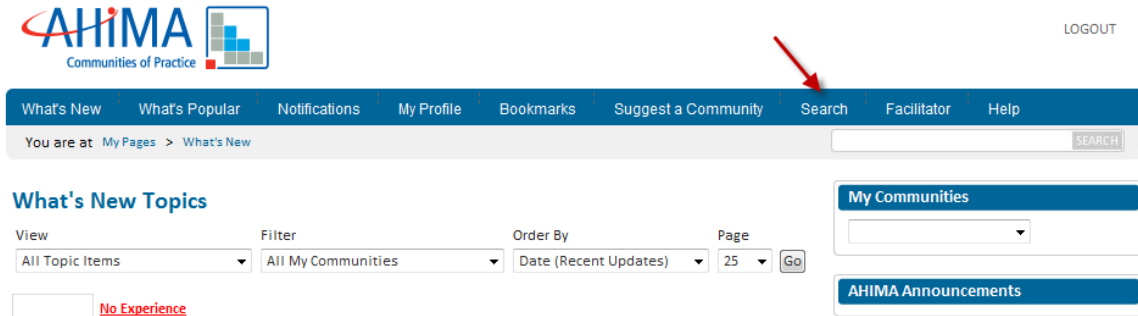 AHIMA
Communities of Practice
LOGOUT
What's New What's Popular Notifications My Profile Bookmarks Suggest a Community Search Facilitator Help
You are at My Pages > What's New
SEARCH
What's New Topics
My Communities
View Filter Order By Page
All Topic Items All My Communities Date (Recent Updates) 25 Go
AHIMA Announcements
No Experience